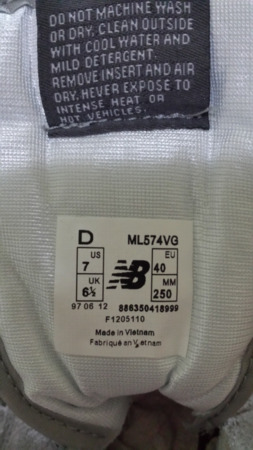 DO NOT MACHINE WASH
OR DRY. CLEAN OUTSIDE
WITH COOL WATER AND
MILD DETERGENT.
REMOVE INSERT AND AIR
DRY. NEVER EXPOSE TO
INTENSE HEAT OR
HOT VEHICLES.
D ML574VG
US EU
7 40
NB
UK MM
6½ 250
97 06 12 886350418999
F1205110
Made in Vietnam
Fabriqué en Vietnam